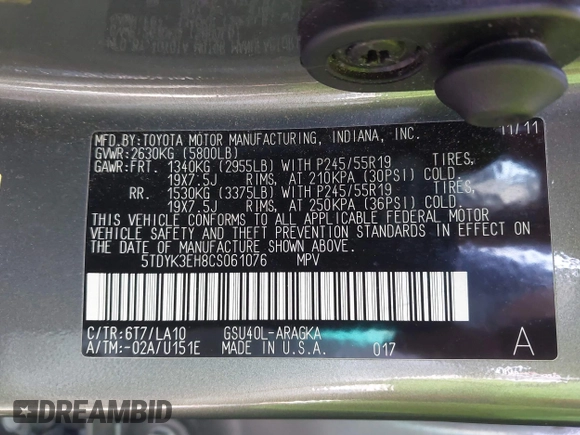 MFD.BY:TOYOTA MOTOR MANUFACTURING, INDIANA, INC. 11/11
GVWR:2630KG (5800LB)
GAWR:FRT. 1340KG (2955LB) WITH P245/55R19 TIRES,
19X7.5J RIMS, AT 210KPA (30PSI) COLD.
RR. 1530KG (3375LB) WITH P245/55R19 TIRES,
19X7.5J RIMS, AT 250KPA (36PSI) COLD.
THIS VEHICLE CONFORMS TO ALL APPLICABLE FEDERAL MOTOR
VEHICLE SAFETY AND THEFT PREVENTION STANDARDS IN EFFECT ON
THE DATE OF MANUFACTURE SHOWN ABOVE.
5TDYK3EH8CS061076 MPV
C/TR:6T7/LA10 GSU40L-ARAGKA
A/TM:-02A/U151E MADE IN U.S.A. 017 A
DREAMBID